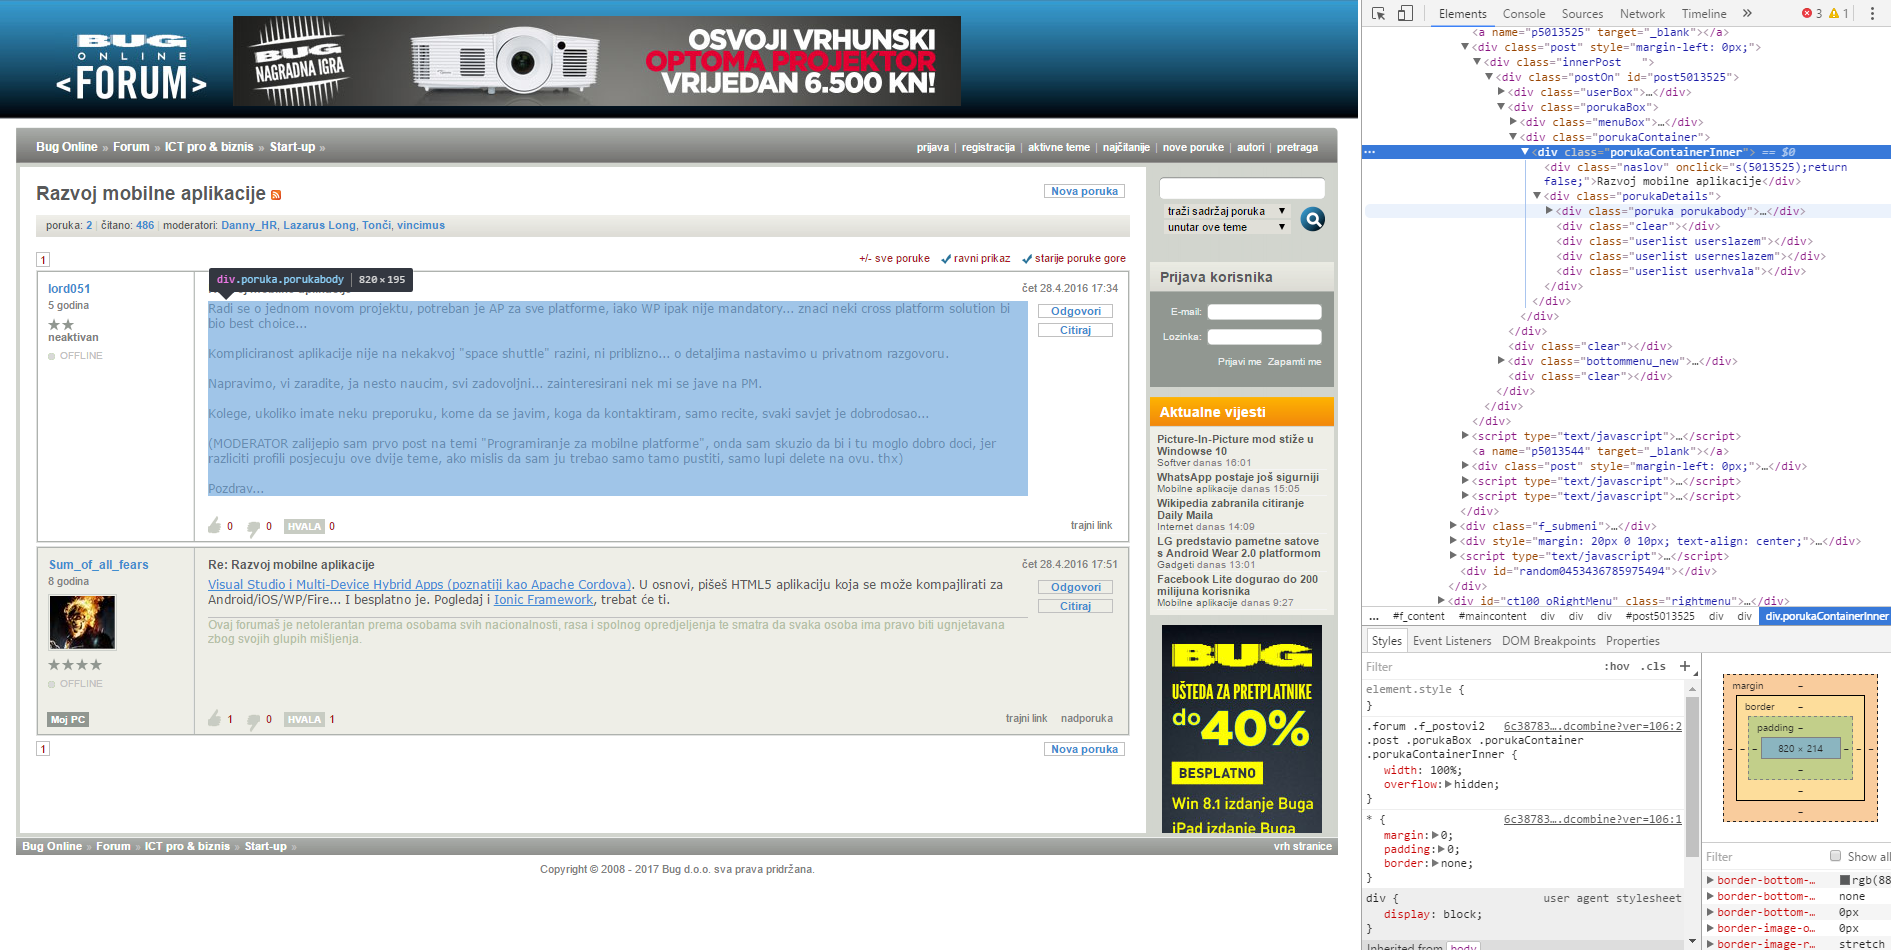 BUG
ONLINE
<FORUM>
BUG
NAGRADNA IGRA
OSVOJI VRHUNSKI
OPTOMA PROJEKTOR
VRIJEDAN 6.500 KN!
Bug Online » Forum » ICT pro & biznis » Start-up »
prijava | registracija | aktivne teme | najčitanije | nove poruke | autori | pretraga
Razvoj mobilne aplikacije
Nova poruka
poruka: 2 | čitano: 486 | moderatori: Danny_HR, Lazarus Long, Tonči, vincimus
1
+/- sve poruke ravni prikaz starije poruke gore
div.poruka.porukabody | 820×195
lord051
5 godina
neaktivan
OFFLINE
čet 28.4.2016 17:34
Odgovori
Citiraj
Radi se o jednom novom projektu, potreban je AP za sve platforme, iako WP ipak nije mandatory... znaci neki cross platform solution bi
bio best choice...
Kompliciranost aplikacije nije na nekakvoj "space shuttle" razini, ni priblizno... o detaljima nastavimo u privatnom razgovoru.
Napravimo, vi zaradite, ja nesto naucim, svi zadovoljni... zainteresirani nek mi se jave na PM.
Kolege, ukoliko imate neku preporuku, kome da se javim, koga da kontaktiram, samo recite, svaki savjet je dobrodosao...
(MODERATOR zalijepio sam prvo post na temi "Programiranje za mobilne platforme", onda sam skuzio da bi i tu moglo dobro doci, jer
razliciti profili posjecuju ove dvije teme, ako mislis da sam ju trebao samo tamo pustiti, samo lupi delete na ovu. thx)
Pozdrav...
0 0 HVALA 0
trajni link
Sum_of_all_fears
8 godina
OFFLINE
Moj PC
Re: Razvoj mobilne aplikacije
čet 28.4.2016 17:51
Odgovori
Citiraj
Visual Studio i Multi-Device Hybrid Apps (poznatiji kao Apache Cordova). U osnovi, pišeš HTML5 aplikaciju koja se može kompajlirati za
Android/iOS/WP/Fire... I besplatno je. Pogledaj i Ionic Framework, trebat će ti.
Ovaj forumaš je netolerantan prema osobama svih nacionalnosti, rasa i spolnog opredjeljenja te smatra da svaka osoba ima pravo biti ugnjetavana
zbog svojih glupih mišljenja.
1 0 HVALA 1
trajni link nadporuka
1
Nova poruka
traži sadržaj poruka ▼
unutar ove teme ▼
Prijava korisnika
E-mail:
Lozinka:
Prijavi me Zapamti me
Aktualne vijesti
Picture-In-Picture mod stiže u
Windowse 10
Softver danas 16:01
WhatsApp postaje još sigurniji
Mobilne aplikacije danas 15:05
Wikipedia zabranila citiranje
Daily Maila
Internet danas 14:09
LG predstavio pametne satove
s Android Wear 2.0 platformom
Gadgeti danas 13:01
Facebook Lite dogurao do 200
milijuna korisnika
Mobilne aplikacije danas 9:27
BUG
UŠTEDA ZA PRETPLATNIKE
do 40%
BESPLATNO
Win 8.1 izdanje Buga
iPad izdanje Buga
Bug Online » Forum » ICT pro & biznis » Start-up »
vrh stranice
Copyright © 2008 - 2017 Bug d.o.o. sva prava pridržana.
Elements Console Sources Network Timeline » 3 1
<a name="p5013525" target="_blank"></a>
▼<div class="post" style="margin-left: 0px;">
▼<div class="innerPost ">
▼<div class="postOn" id="post5013525">
▶<div class="userBox">…</div>
▼<div class="porukaBox">
▶<div class="menuBox">…</div>
▼<div class="porukaContainer">
… ▼<div class="porukaContainerInner"> == $0
<div class="naslov" onclick="s(5013525);return
false;">Razvoj mobilne aplikacije</div>
▼<div class="porukaDetails">
▶<div class="poruka porukabody">…</div>
<div class="clear"></div>
<div class="userlist userslazem"></div>
<div class="userlist userneslazem"></div>
<div class="userlist userhvala"></div>
</div>
</div>
</div>
</div>
<div class="clear"></div>
▶<div class="bottommenu_new">…</div>
<div class="clear"></div>
</div>
</div>
</div>
▶<script type="text/javascript">…</script>
<a name="p5013544" target="_blank"></a>
▶<div class="post" style="margin-left: 0px;">…</div>
▶<script type="text/javascript">…</script>
▶<script type="text/javascript">…</script>
</div>
▶<div class="f_submeni">…</div>
▶<div style="margin: 20px 0 10px; text-align: center;">…</div>
▶<script type="text/javascript">…</script>
<div id="random0453436785975494"></div>
</div>
▶<div id="ctl00_oRightMenu" class="rightmenu">…</div>
… #f_content #maincontent div div div #post5013525 div div div.porukaContainerInner
Styles Event Listeners DOM Breakpoints Properties
Filter :hov .cls +
element.style {
}
.forum .f_postovi2 6c38783….dcombine?ver=106:2
.post .porukaBox .porukaContainer
.porukaContainerInner {
width: 100%;
overflow:▶hidden;
}
* { 6c38783….dcombine?ver=106:1
margin:▶0;
padding:▶0;
border:▶none;
}
div { user agent stylesheet
display: block;
}
Inherited from body
margin –
border –
padding –
– – – 820 × 214 – – –
–
–
–
Filter Show all
▶border-bottom-… rgb(88
▶border-bottom-… none
▶border-bottom-… 0px
▶border-image-o… 0px
▶border-image-r… stretch